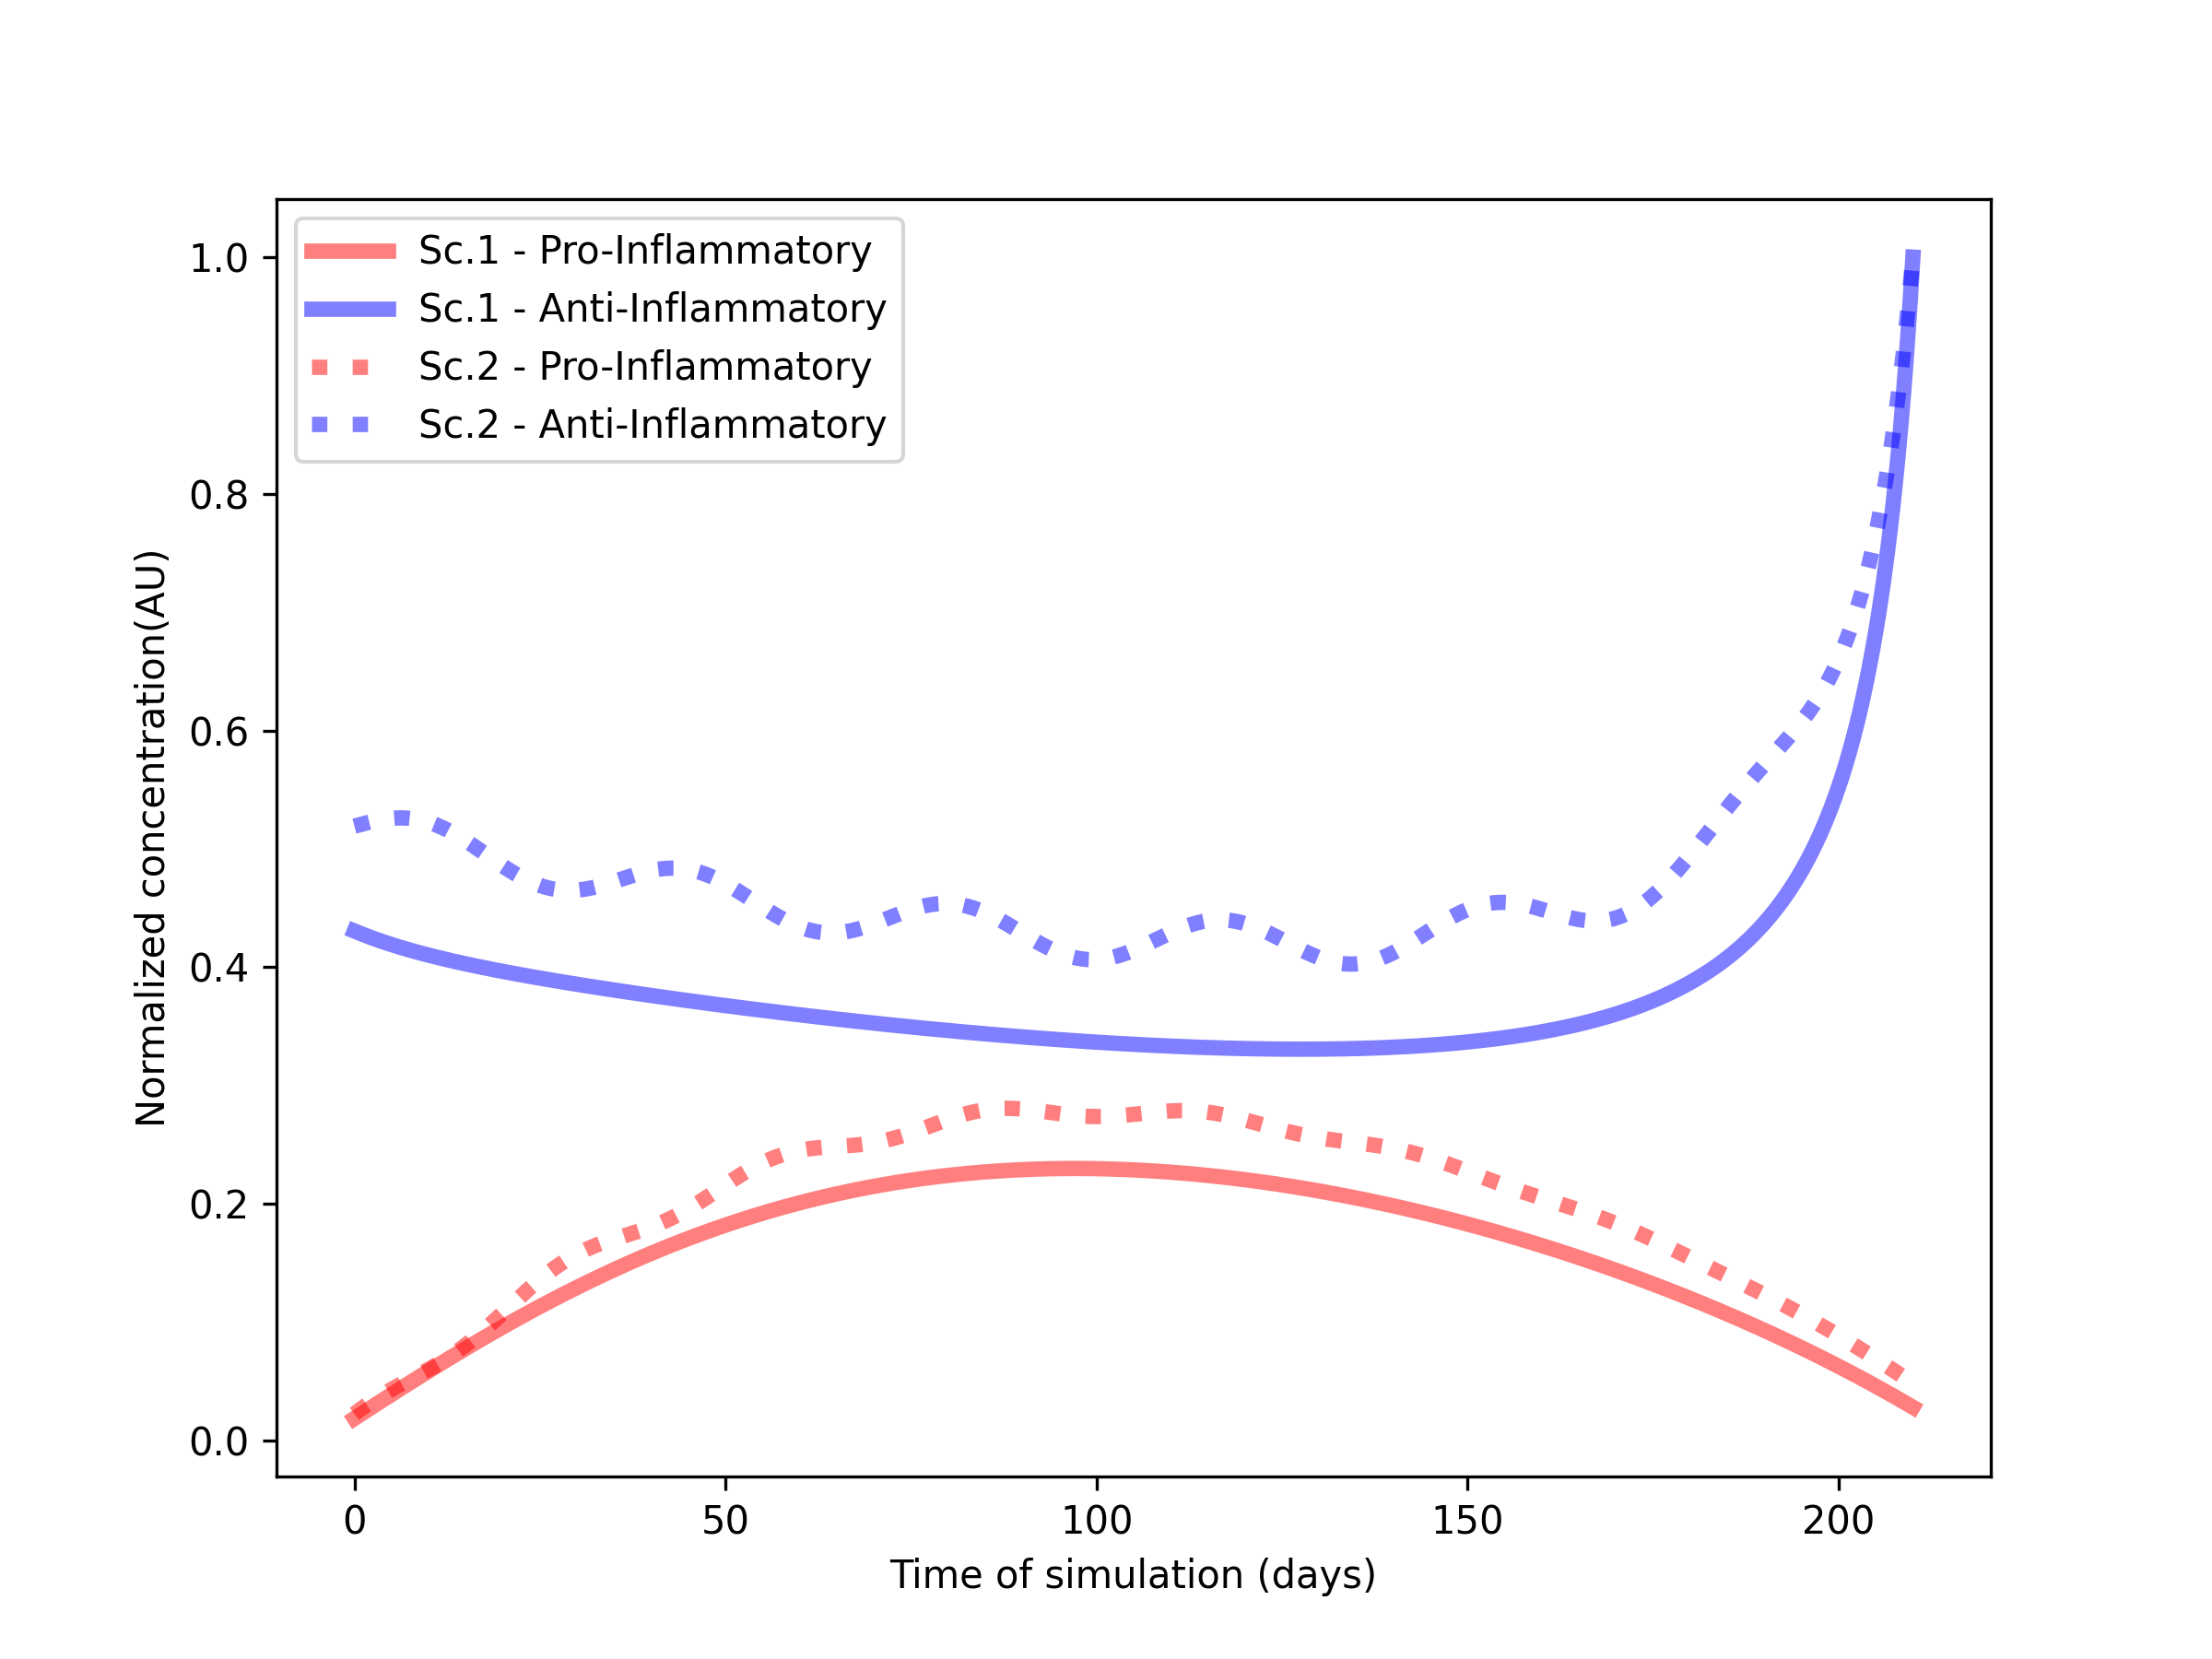 Sc.1 - Pro-Inflammatory
Sc.1 - Anti-Inflammatory
Sc.2 - Pro-Inflammatory
Sc.2 - Anti-Inflammatory
1.0
0.8
0.6
0.4
0.2
0.0
Normalized concentration(AU)
0 50 100 150 200
Time of simulation (days)